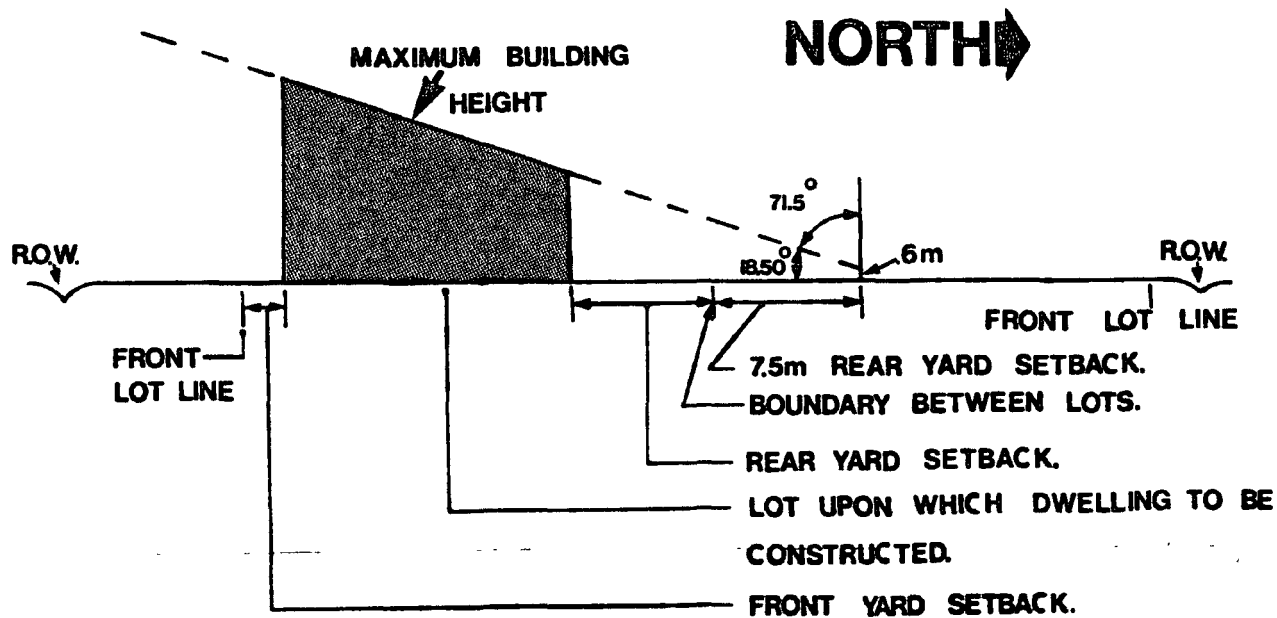 NORTH
MAXIMUM BUILDING
HEIGHT
71.5°
18.50°
.6m
R.O.W.
R.O.W.
FRONT LOT LINE
FRONT
LOT LINE
7.5m REAR YARD SETBACK.
BOUNDARY BETWEEN LOTS.
REAR YARD SETBACK.
LOT UPON WHICH DWELLING TO BE
CONSTRUCTED.
FRONT YARD SETBACK.